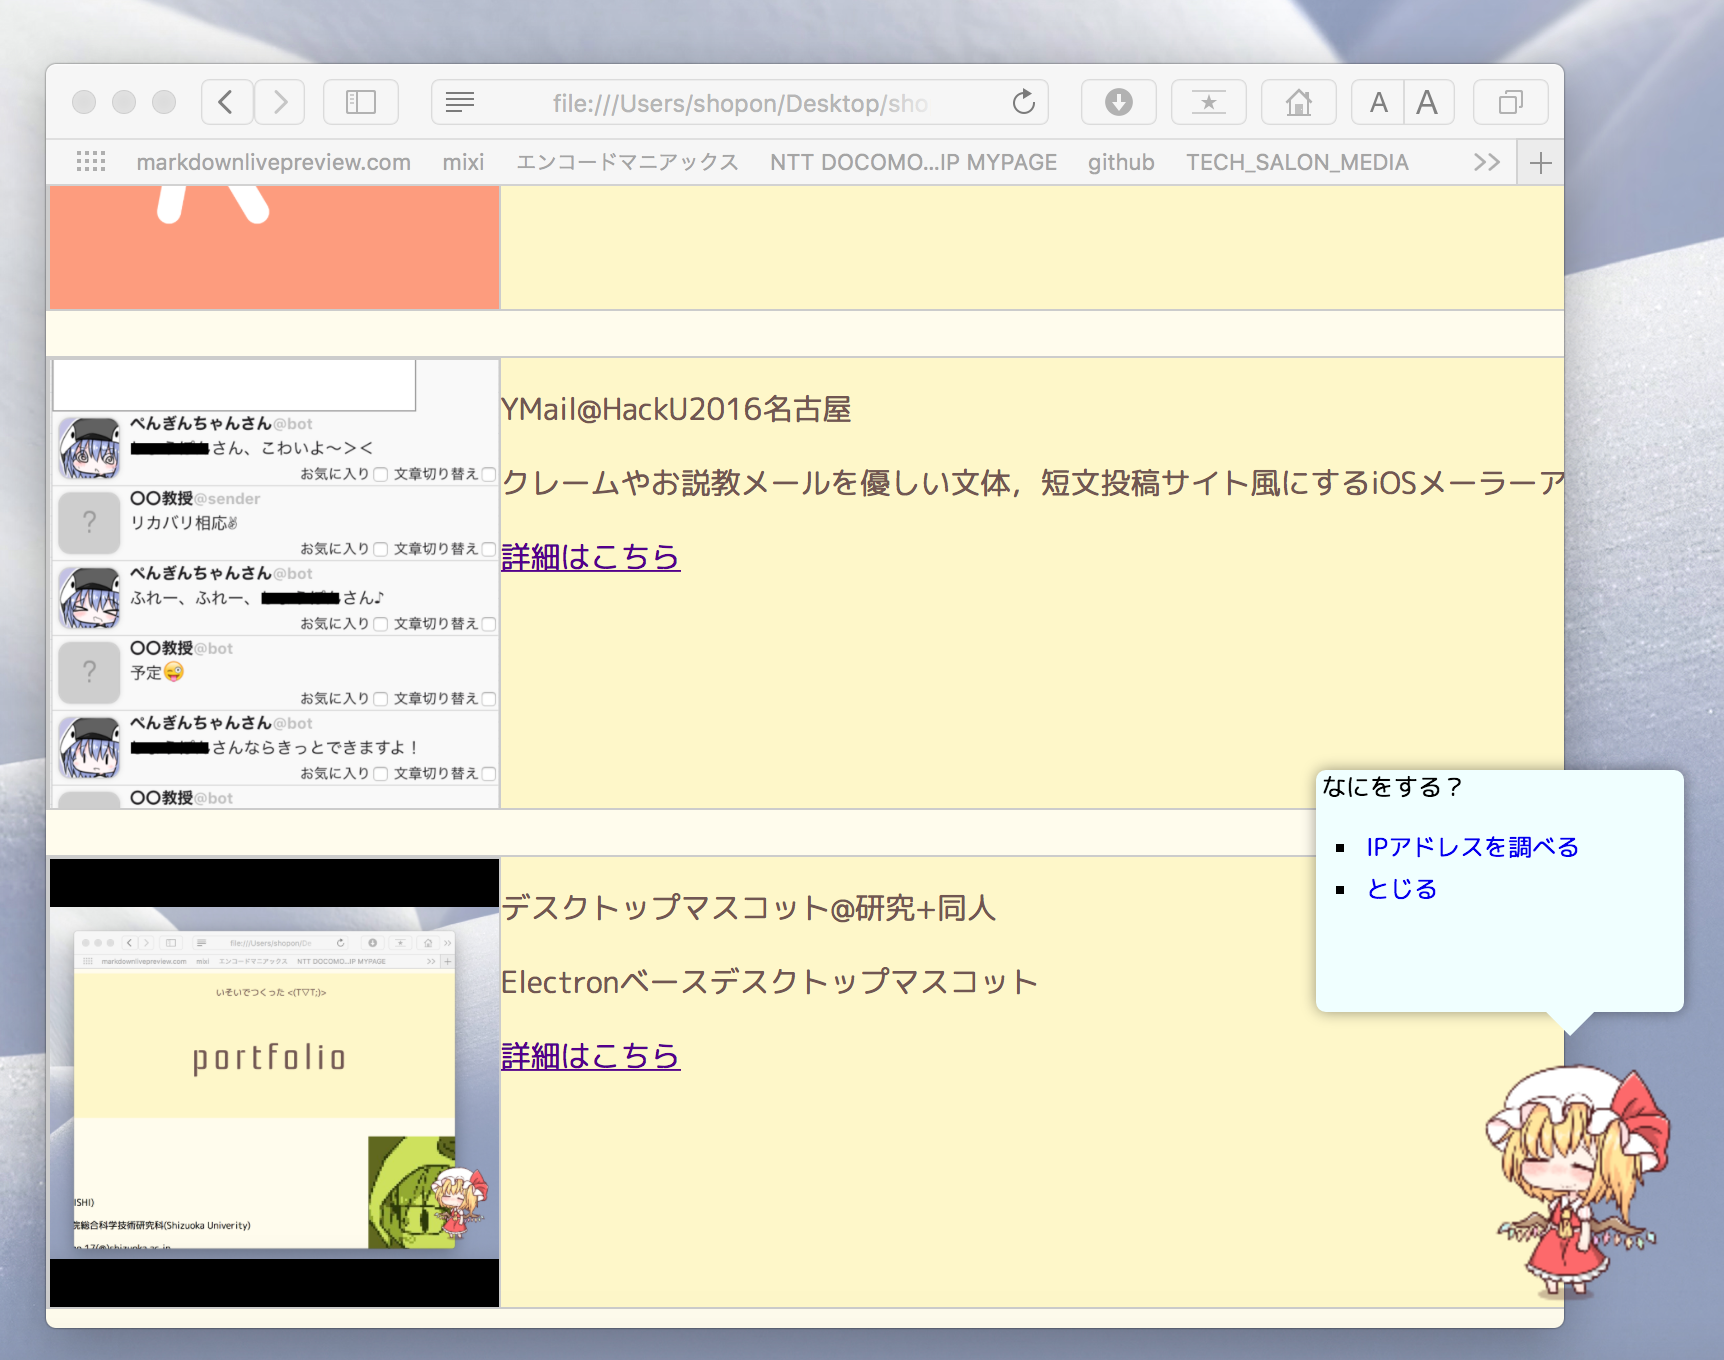 file:///Users/shopon/Desktop/sho
A A
markdownlivepreview.com mixi エンコードマニアックス NTT DOCOMO...IP MYPAGE github TECH_SALON_MEDIA
ぺんぎんちゃんさん@bot
さん、こわいよ～＞＜
お気に入り 文章切り替え
〇〇教授@sender
リカバリ相応✌
お気に入り 文章切り替え
ぺんぎんちゃんさん@bot
ふれー、ふれー、さん♪
お気に入り 文章切り替え
〇〇教授@bot
予定😜
お気に入り 文章切り替え
ぺんぎんちゃんさん@bot
さんならきっとできますよ！
お気に入り 文章切り替え
〇〇教授@bot
YMail@HackU2016名古屋
クレームやお説教メールを優しい文体，短文投稿サイト風にするiOSメーラーア
詳細はこちら
file:///Users/shopon/De
markdownlivepreview.com mixi エンコードマニアックス NTT DOCOMO...IP MYPAGE
いそいでつくった <(T▽T;)>
portfolio
ISHI)
院総合科学技術研究科(Shizuoka Univerity)
デスクトップマスコット@研究+同人
Electronベースデスクトップマスコット
詳細はこちら
なにをする？
IPアドレスを調べる
とじる